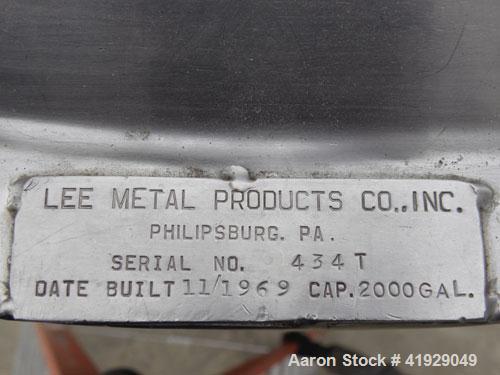 LEE METAL PRODUCTS CO., INC.
PHILIPSBURG. PA.
SERIAL NO. 434T
DATE BUILT 11/1969 CAP. 2000GAL.
Aaron Stock # 41929049